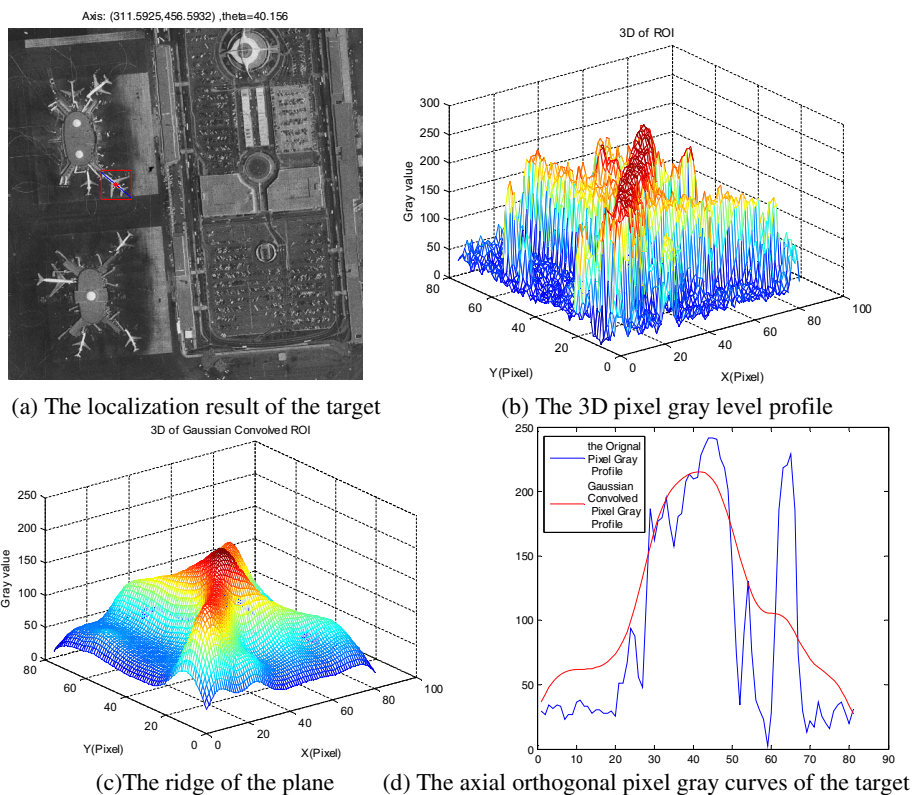 Axis: (311.5925,456.5932) ,theta=40.156
(a) The localization result of the target
3D of ROI
300
250
200
150
100
50
0
Gray value
80
60
40
20
0
Y(Pixel)
0
20
40
60
80
100
X(Pixel)
(b) The 3D pixel gray level profile
3D of Gaussian Convolved ROI
250
200
150
100
50
0
Gray value
80
60
40
20
0
Y(Pixel)
0
20
40
60
80
100
X(Pixel)
(c)The ridge of the plane
250
200
150
100
50
0
0
10
20
30
40
50
60
70
80
90
the Orignal
Pixel Gray
Profile
Gaussian
Convolved
Pixel Gray
Profile
(d) The axial orthogonal pixel gray curves of the target